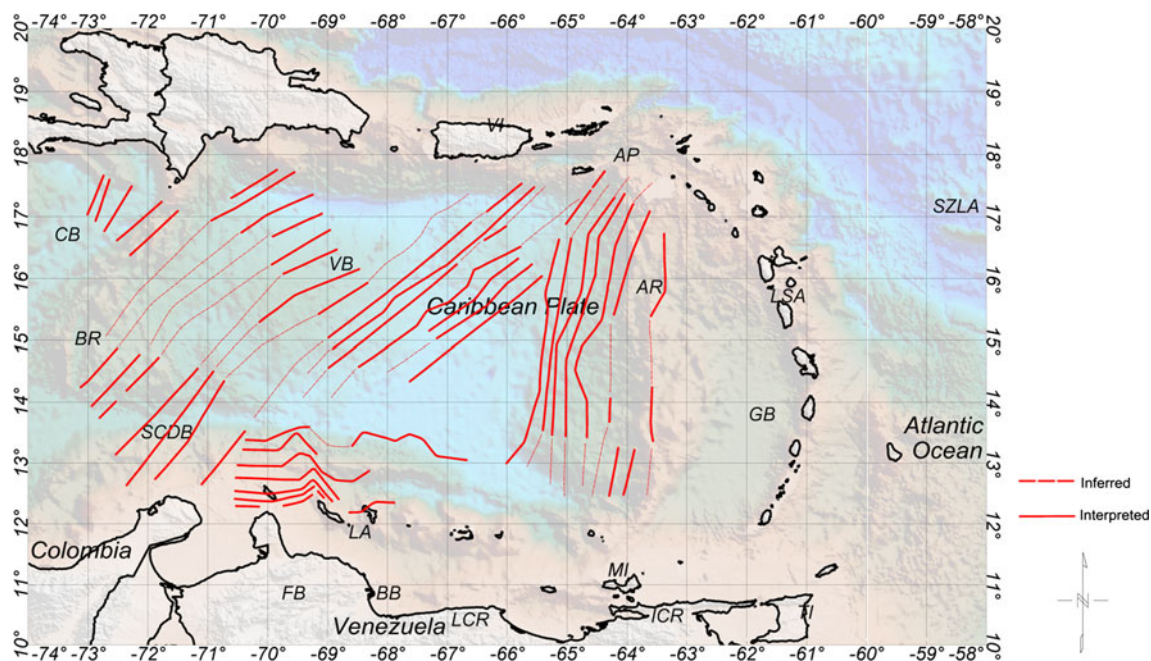 -74 -73 -72 -71 -70 -69 -68 -67 -66 -65 -64 -63 -62 -61 -60 -59° -58°
20° 20°
19° 19°
VI
18° AP 18°
17° SZLA 17°
CB
16° VB AR LSA 16°
Caribbean Plate
15° BR 15°
14° GB 14°
SCDB Atlantic
13° Ocean 13°
Inferred
12° LA 12°
Interpreted
Colombia
11° FB BB MI 11°
Venezuela LCR ICR TI
10° 10°
-74 -73 -72 -71 -70 -69 -68 -67 -66 -65 -64 -63 -62 -61 -60 -59° -58°
N